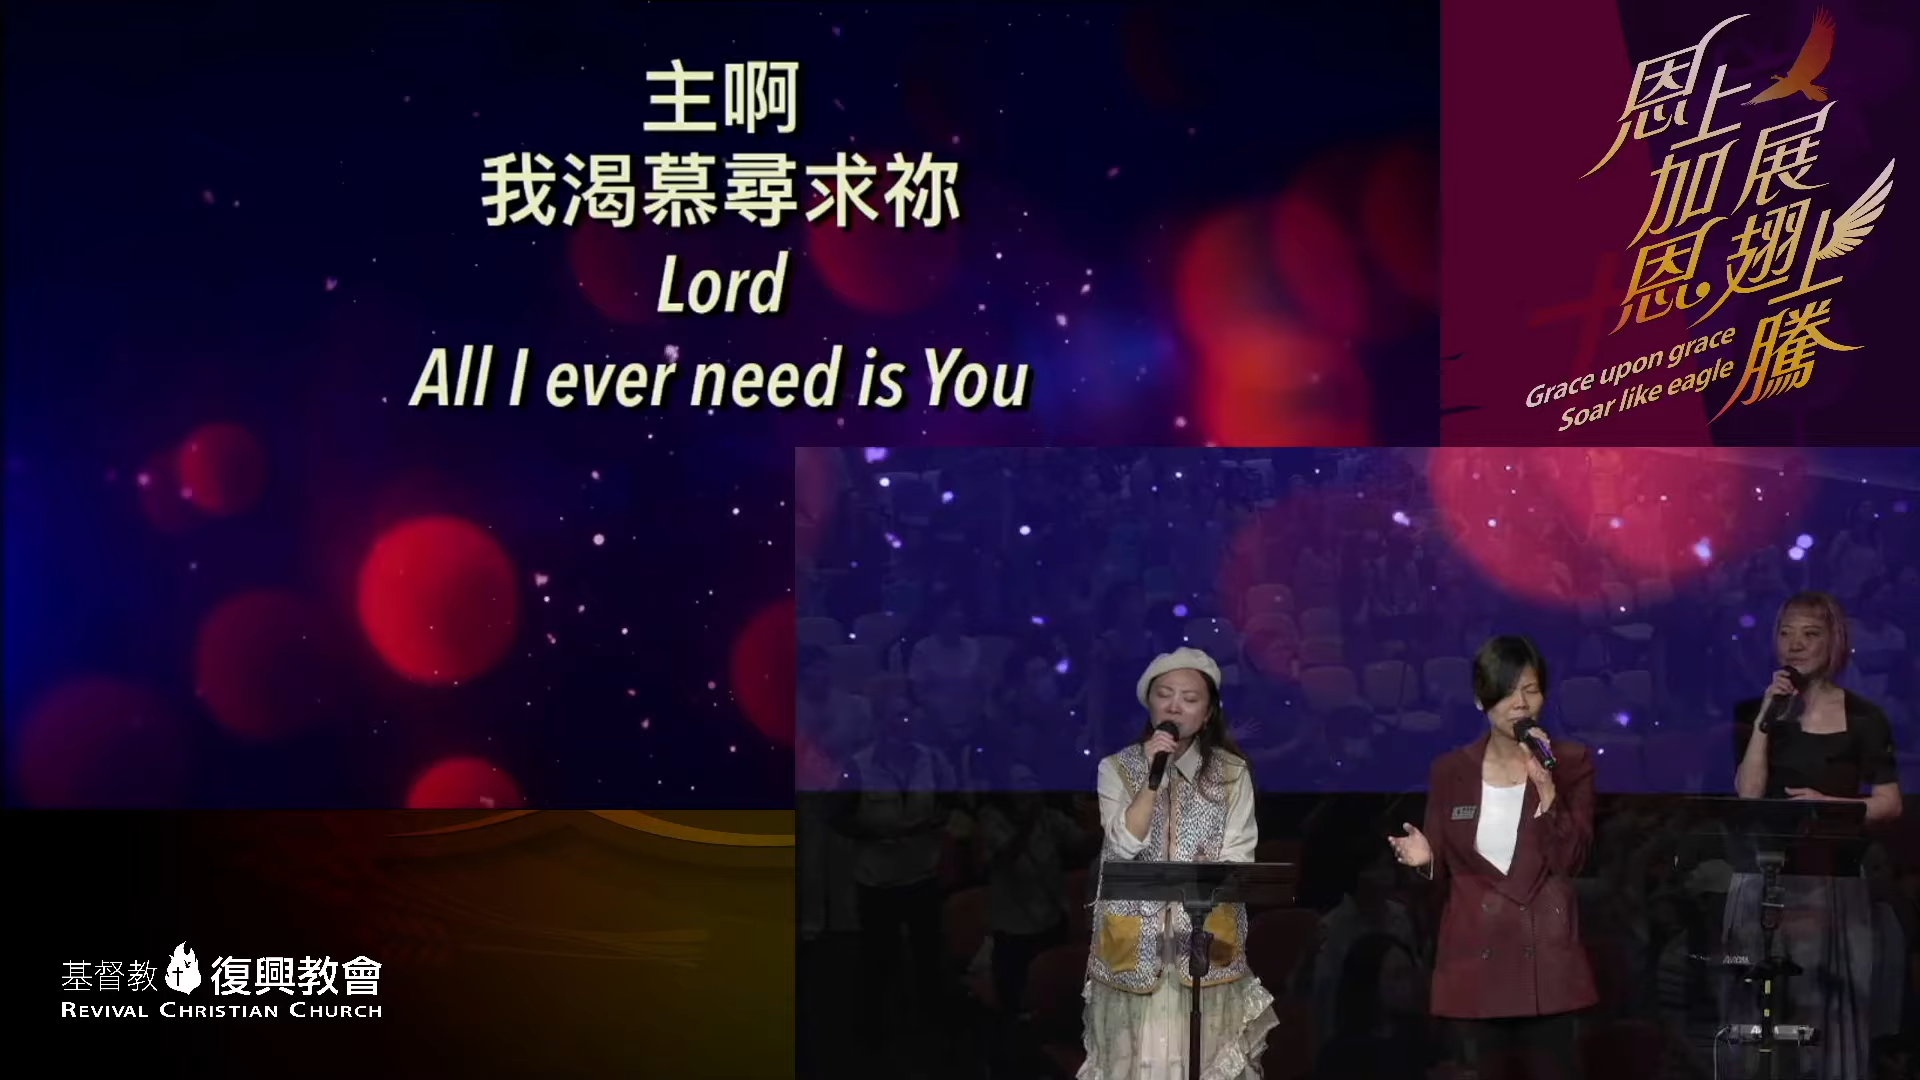 主啊
我渴慕尋求祢
Lord
All I ever need is You
恩上加恩
展翅上騰
Grace upon grace
Soar like eagle
基督教 復興教會
REVIVAL CHRISTIAN CHURCH